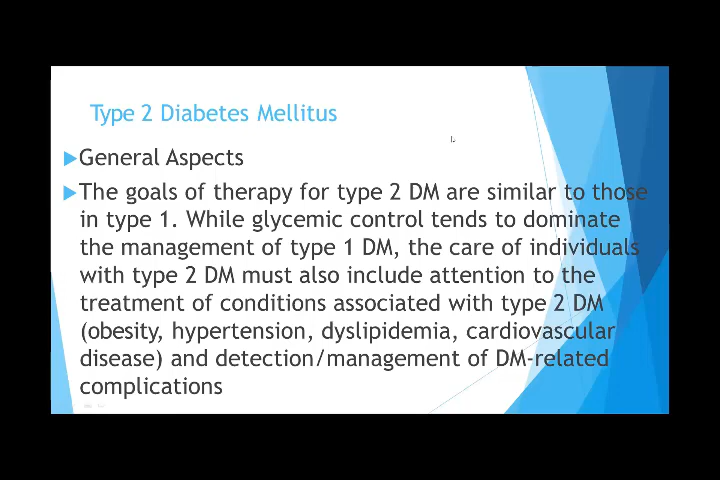 Type 2 Diabetes Mellitus
General Aspects
The goals of therapy for type 2 DM are similar to those
in type 1. While glycemic control tends to dominate
the management of type 1 DM, the care of individuals
with type 2 DM must also include attention to the
treatment of conditions associated with type 2 DM
(obesity, hypertension, dyslipidemia, cardiovascular
disease) and detection/management of DM-related
complications